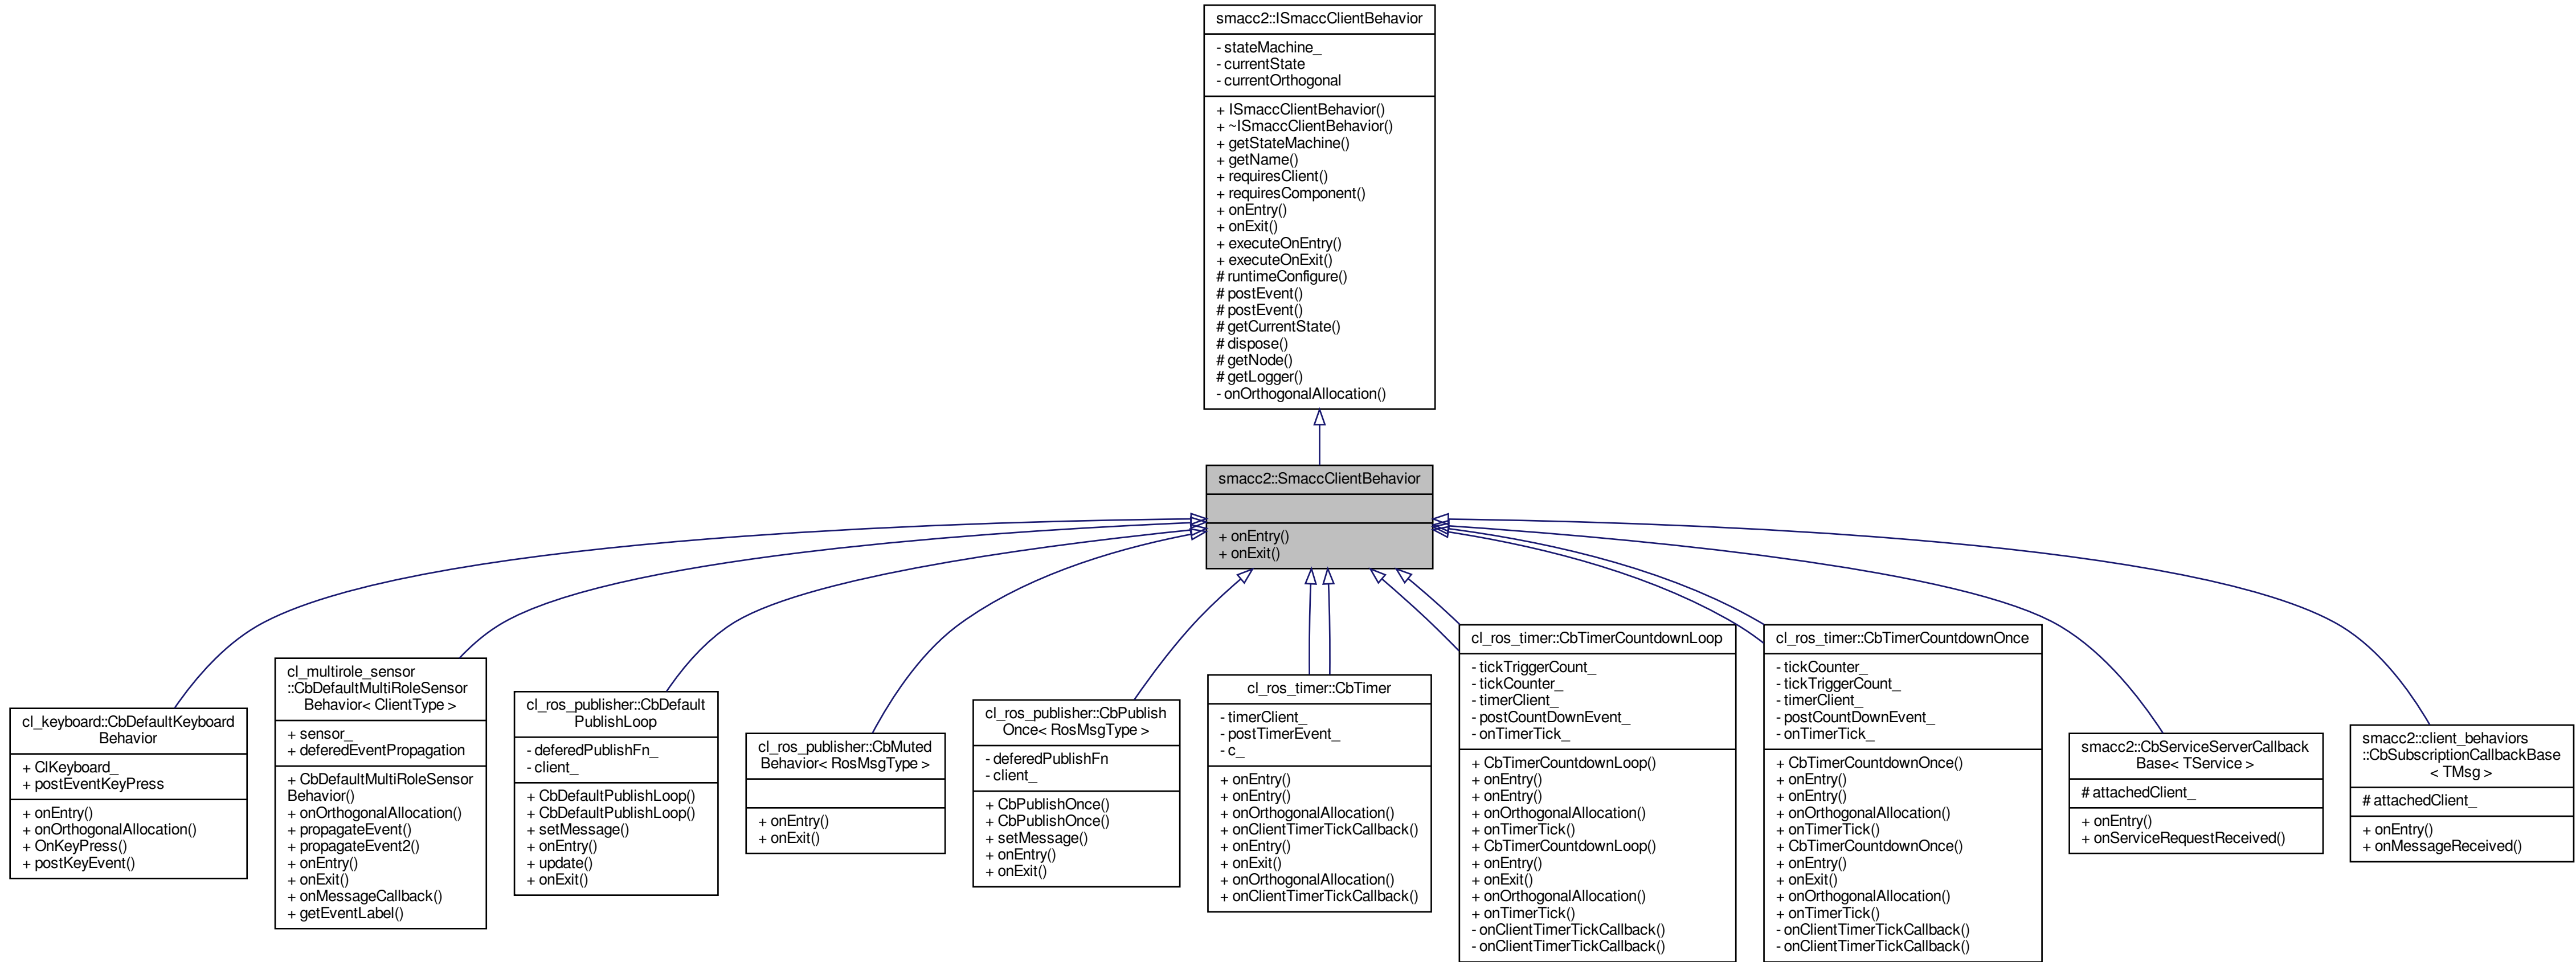 smacc2::ISmaccClientBehavior
- stateMachine_
- currentState
- currentOrthogonal
+ ISmaccClientBehavior()
+ ~ISmaccClientBehavior()
+ getStateMachine()
+ getName()
+ requiresClient()
+ requiresComponent()
+ onEntry()
+ onExit()
+ executeOnEntry()
+ executeOnExit()
# runtimeConfigure()
# postEvent()
# postEvent()
# getCurrentState()
# dispose()
# getNode()
# getLogger()
- onOrthogonalAllocation()
smacc2::SmaccClientBehavior
+ onEntry()
+ onExit()
cl_keyboard::CbDefaultKeyboard
Behavior
+ ClKeyboard_
+ postEventKeyPress
+ onEntry()
+ onOrthogonalAllocation()
+ OnKeyPress()
+ postKeyEvent()
cl_multirole_sensor
::CbDefaultMultiRoleSensor
Behavior< ClientType >
+ sensor_
+ deferedEventPropagation
+ CbDefaultMultiRoleSensor
Behavior()
+ onOrthogonalAllocation()
+ propagateEvent()
+ propagateEvent2()
+ onEntry()
+ onExit()
+ onMessageCallback()
+ getEventLabel()
cl_ros_publisher::CbDefault
PublishLoop
- deferedPublishFn_
- client_
+ CbDefaultPublishLoop()
+ CbDefaultPublishLoop()
+ setMessage()
+ onEntry()
+ update()
+ onExit()
cl_ros_publisher::CbMuted
Behavior< RosMsgType >
+ onEntry()
+ onExit()
cl_ros_publisher::CbPublish
Once< RosMsgType >
- deferedPublishFn
- client_
+ CbPublishOnce()
+ CbPublishOnce()
+ setMessage()
+ onEntry()
+ onExit()
cl_ros_timer::CbTimer
- timerClient_
- postTimerEvent_
- c_
+ onEntry()
+ onEntry()
+ onOrthogonalAllocation()
+ onClientTimerTickCallback()
+ onEntry()
+ onExit()
+ onOrthogonalAllocation()
+ onClientTimerTickCallback()
cl_ros_timer::CbTimerCountdownLoop
- tickTriggerCount_
- tickCounter_
- timerClient_
- postCountDownEvent_
- onTimerTick_
+ CbTimerCountdownLoop()
+ onEntry()
+ onEntry()
+ onOrthogonalAllocation()
+ onTimerTick()
+ CbTimerCountdownLoop()
+ onEntry()
+ onExit()
+ onOrthogonalAllocation()
+ onTimerTick()
- onClientTimerTickCallback()
- onClientTimerTickCallback()
cl_ros_timer::CbTimerCountdownOnce
- tickCounter_
- tickTriggerCount_
- timerClient_
- postCountDownEvent_
- onTimerTick_
+ CbTimerCountdownOnce()
+ onEntry()
+ onEntry()
+ onOrthogonalAllocation()
+ onTimerTick()
+ CbTimerCountdownOnce()
+ onEntry()
+ onExit()
+ onOrthogonalAllocation()
+ onTimerTick()
- onClientTimerTickCallback()
- onClientTimerTickCallback()
smacc2::CbServiceServerCallback
Base< TService >
# attachedClient_
+ onEntry()
+ onServiceRequestReceived()
smacc2::client_behaviors
::CbSubscriptionCallbackBase
< TMsg >
# attachedClient_
+ onEntry()
+ onMessageReceived()